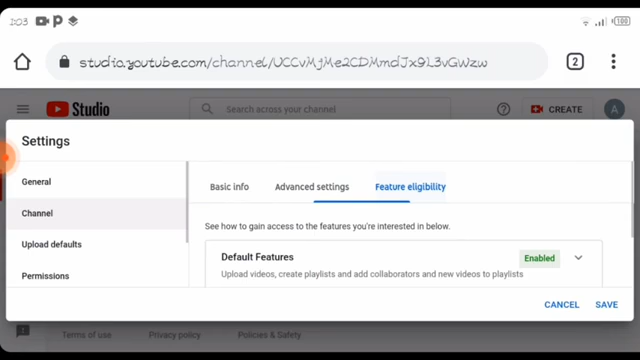 1:03
100
studio.youtube.com/channel/UCCvMjMe2CDMmdJx9L3vGWzw
2
Studio
Search across your channel
CREATE
A
Settings
General
Channel
Upload defaults
Permissions
Basic info
Advanced settings
Feature eligibility
See how to gain access to the features you're interested in below.
Default Features
Enabled
Upload videos, create playlists and add collaborators and new videos to playlists
CANCEL
SAVE
Terms of use
Privacy policy
Policies & Safety